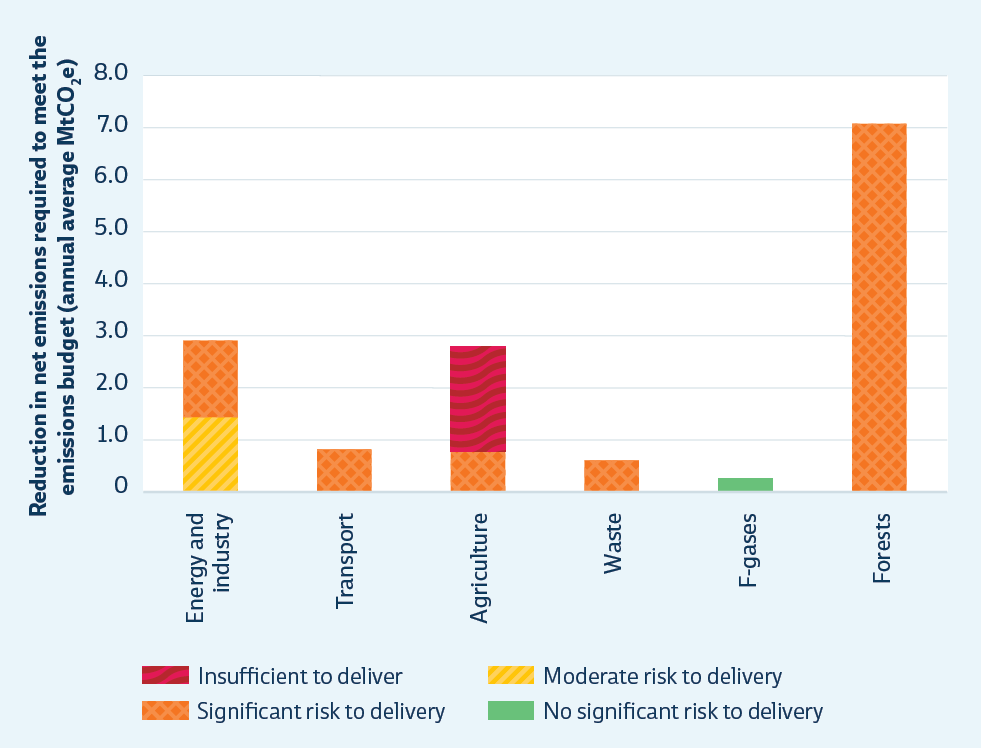 Reduction in net emissions required to meet the
emissions budget (annual average MtCO₂e)
8.0
7.0
6.0
5.0
4.0
3.0
2.0
1.0
0
Energy and
industry
Transport
Agriculture
Waste
F-gases
Forests
Insufficient to deliver
Moderate risk to delivery
Significant risk to delivery
No significant risk to delivery